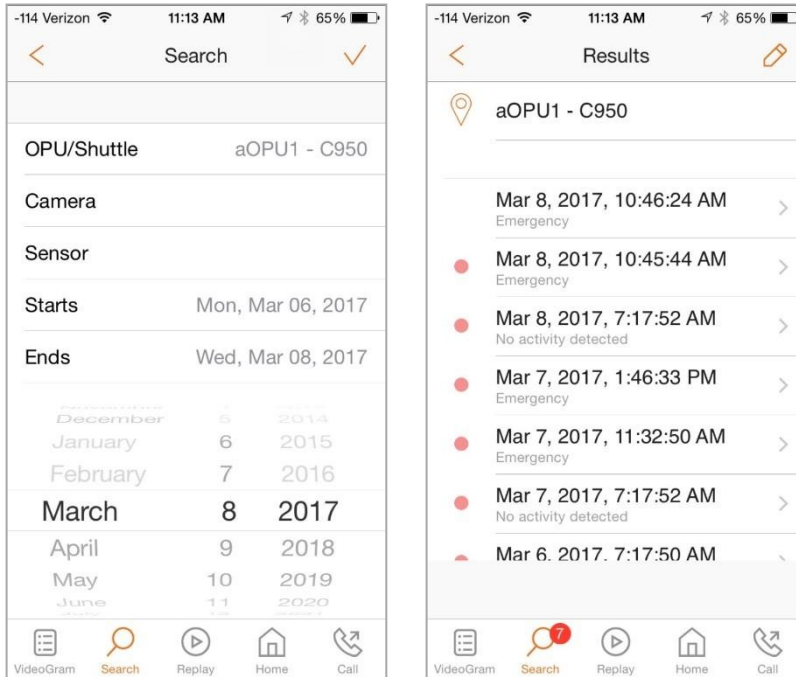 -114 Verizon 11:13 AM 65%
Search
OPU/Shuttle aOPU1 - C950
Camera
Sensor
Starts Mon, Mar 06, 2017
Ends Wed, Mar 08, 2017
December 5 2014
January 6 2015
February 7 2016
March 8 2017
April 9 2018
May 10 2019
June 11 2020
VideoGram Search Replay Home Call
-114 Verizon 11:13 AM 65%
Results
aOPU1 - C950
Mar 8, 2017, 10:46:24 AM
Emergency
Mar 8, 2017, 10:45:44 AM
Emergency
Mar 8, 2017, 7:17:52 AM
No activity detected
Mar 7, 2017, 1:46:33 PM
Emergency
Mar 7, 2017, 11:32:50 AM
Emergency
Mar 7, 2017, 7:17:52 AM
No activity detected
Mar 6, 2017, 7:17:50 AM
7
VideoGram Search Replay Home Call